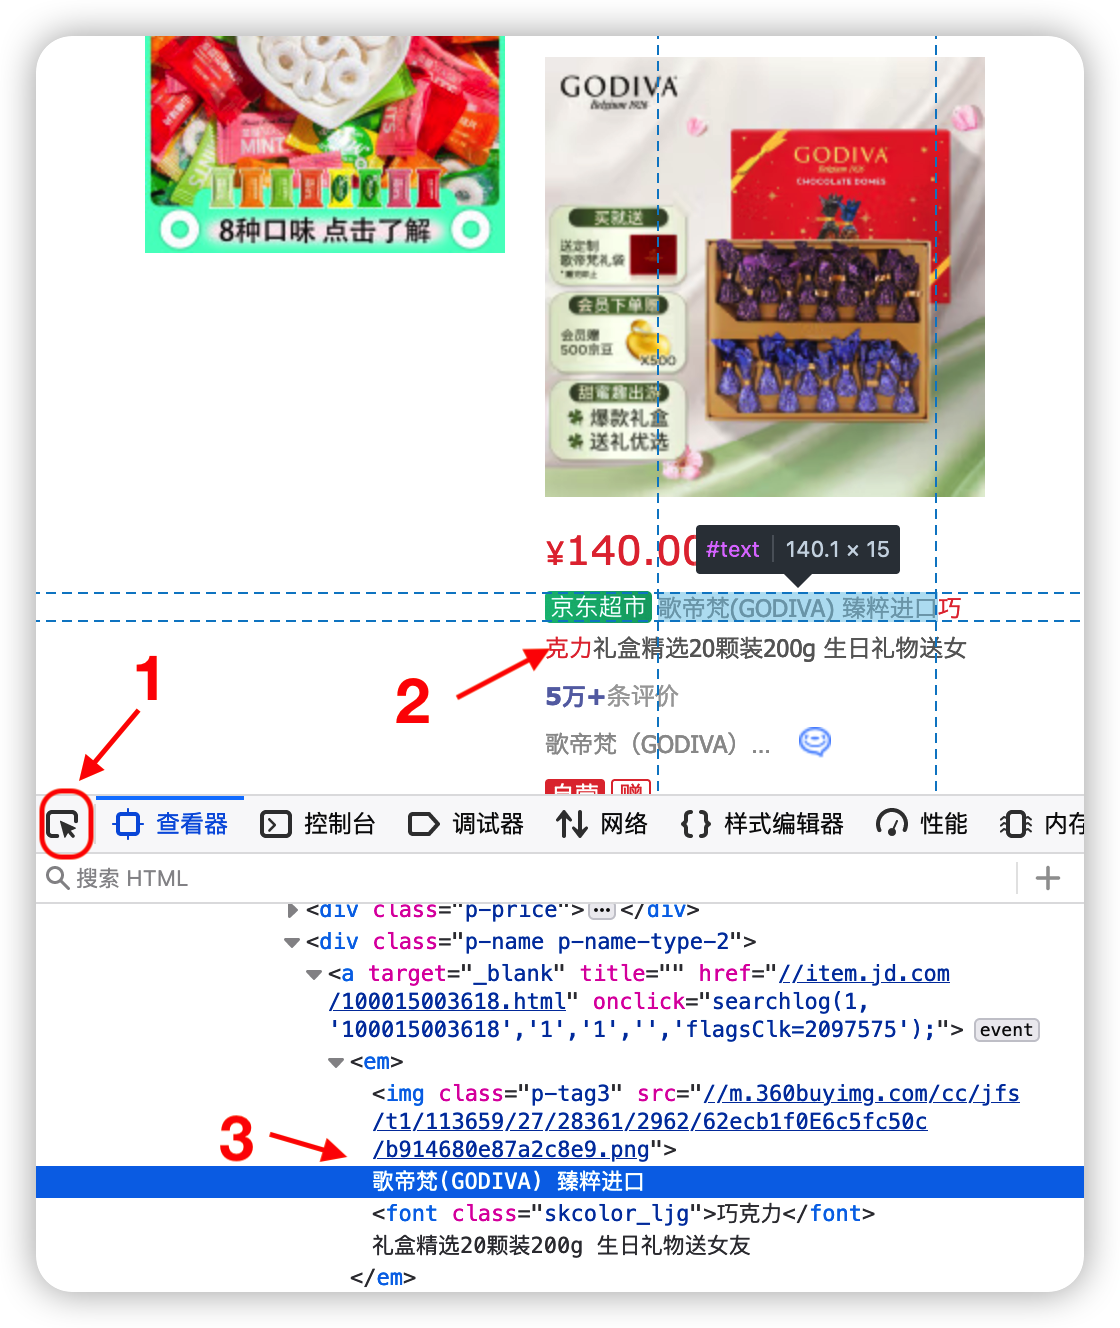 MINT
8种口味 点击了解
GODIVA
Belgium 1926
GODIVA
Belgium 1926
CHOCOLATE DOMES
买就送
送定制
歌帝梵礼袋
*赠完即止
会员下单赠
会员赠
500京豆
X500
甜蜜趣出游
爆款礼盒
送礼优选
¥140.00
#text 140.1 × 15
京东超市 歌帝梵(GODIVA) 臻粹进口巧
克力礼盒精选20颗装200g 生日礼物送女
5万+条评价
歌帝梵（GODIVA）...
自营 赠
1
2
查看器 控制台 调试器 网络 样式编辑器 性能 内存
搜索 HTML
<div class="p-price">…</div>
<div class="p-name p-name-type-2">
<a target="_blank" title="" href="//item.jd.com
/100015003618.html" onclick="searchlog(1,
'100015003618','1','1','','flagsClk=2097575');"> event
<em>
<img class="p-tag3" src="//m.360buyimg.com/cc/jfs
/t1/113659/27/28361/2962/62ecb1f0E6c5fc50c
/b914680e87a2c8e9.png">
3
歌帝梵(GODIVA) 臻粹进口
<font class="skcolor_ljg">巧克力</font>
礼盒精选20颗装200g 生日礼物送女友
</em>